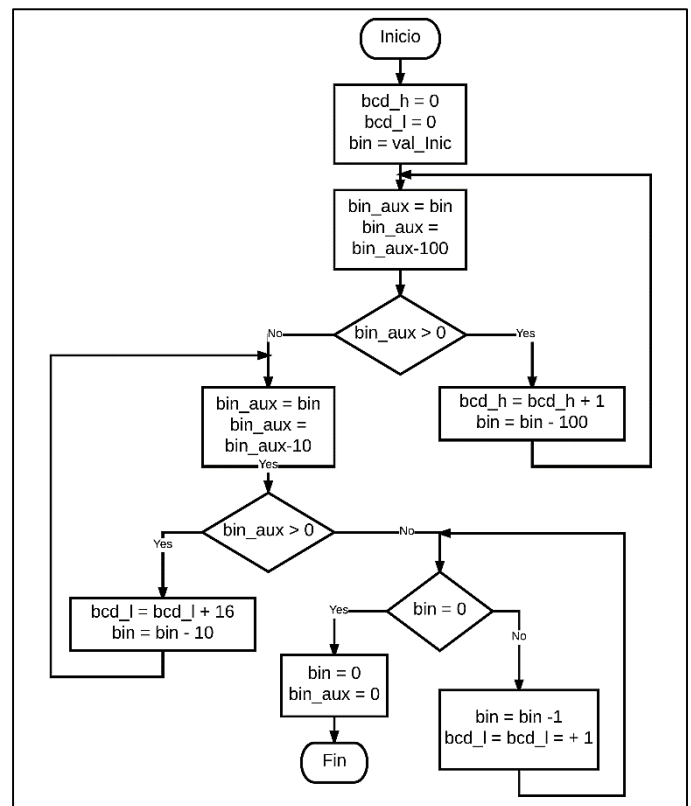 Inicio
bcd_h = 0
bcd_l = 0
bin = val_Inic
bin_aux = bin
bin_aux =
bin_aux-100
bin_aux > 0
No
Yes
bcd_h = bcd_h + 1
bin = bin - 100
bin_aux = bin
bin_aux =
bin_aux-10
Yes
bin_aux > 0
Yes
No
bcd_l = bcd_l + 16
bin = bin - 10
bin = 0
Yes
No
bin = 0
bin_aux = 0
bin = bin -1
bcd_l = bcd_l = + 1
Fin